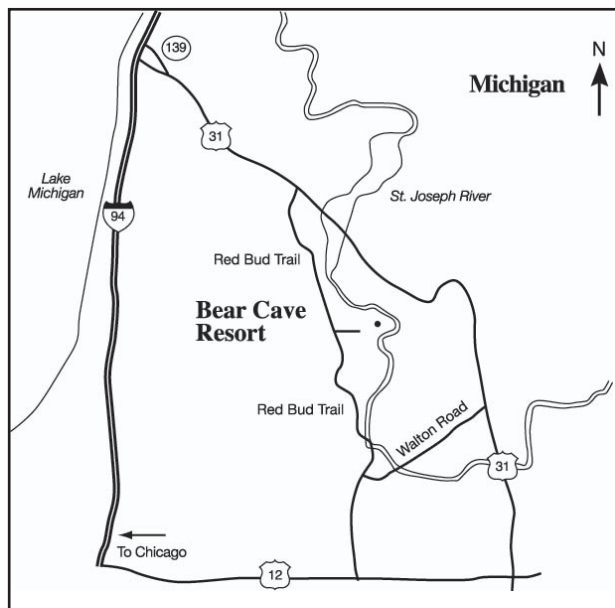 139
N
Michigan
31
Lake
Michigan
St. Joseph River
94
Red Bud Trail
Bear Cave
Resort
Red Bud Trail
Walton Road
31
To Chicago
12